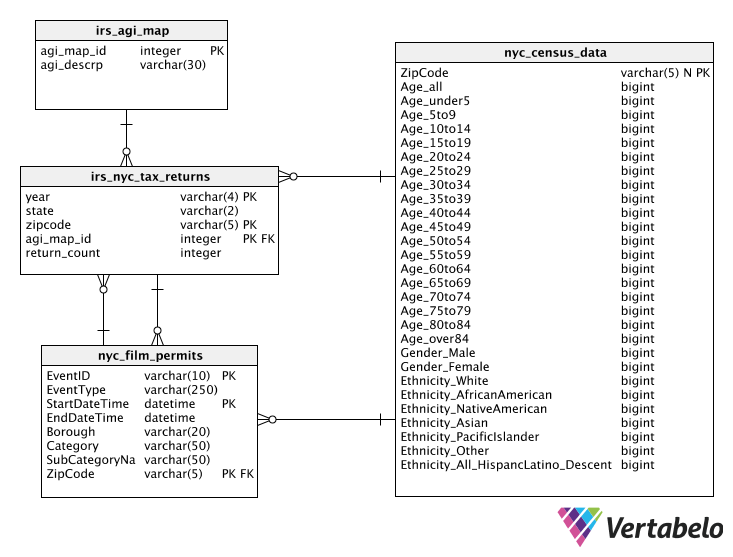 irs_agi_map
agi_map_id integer PK
agi_descrp varchar(30)
nyc_census_data
ZipCode varchar(5) N PK
Age_all bigint
Age_under5 bigint
Age_5to9 bigint
Age_10to14 bigint
Age_15to19 bigint
Age_20to24 bigint
Age_25to29 bigint
Age_30to34 bigint
Age_35to39 bigint
Age_40to44 bigint
Age_45to49 bigint
Age_50to54 bigint
Age_55to59 bigint
Age_60to64 bigint
Age_65to69 bigint
Age_70to74 bigint
Age_75to79 bigint
Age_80to84 bigint
Age_over84 bigint
Gender_Male bigint
Gender_Female bigint
Ethnicity_White bigint
Ethnicity_AfricanAmerican bigint
Ethnicity_NativeAmerican bigint
Ethnicity_Asian bigint
Ethnicity_PacificIslander bigint
Ethnicity_Other bigint
Ethnicity_All_HispancLatino_Descent bigint
irs_nyc_tax_returns
year varchar(4) PK
state varchar(2)
zipcode varchar(5) PK
agi_map_id integer PK FK
return_count integer
nyc_film_permits
EventID varchar(10) PK
EventType varchar(250)
StartDateTime datetime PK
EndDateTime datetime
Borough varchar(20)
Category varchar(50)
SubCategoryNa varchar(50)
ZipCode varchar(5) PK FK
Vertabelo